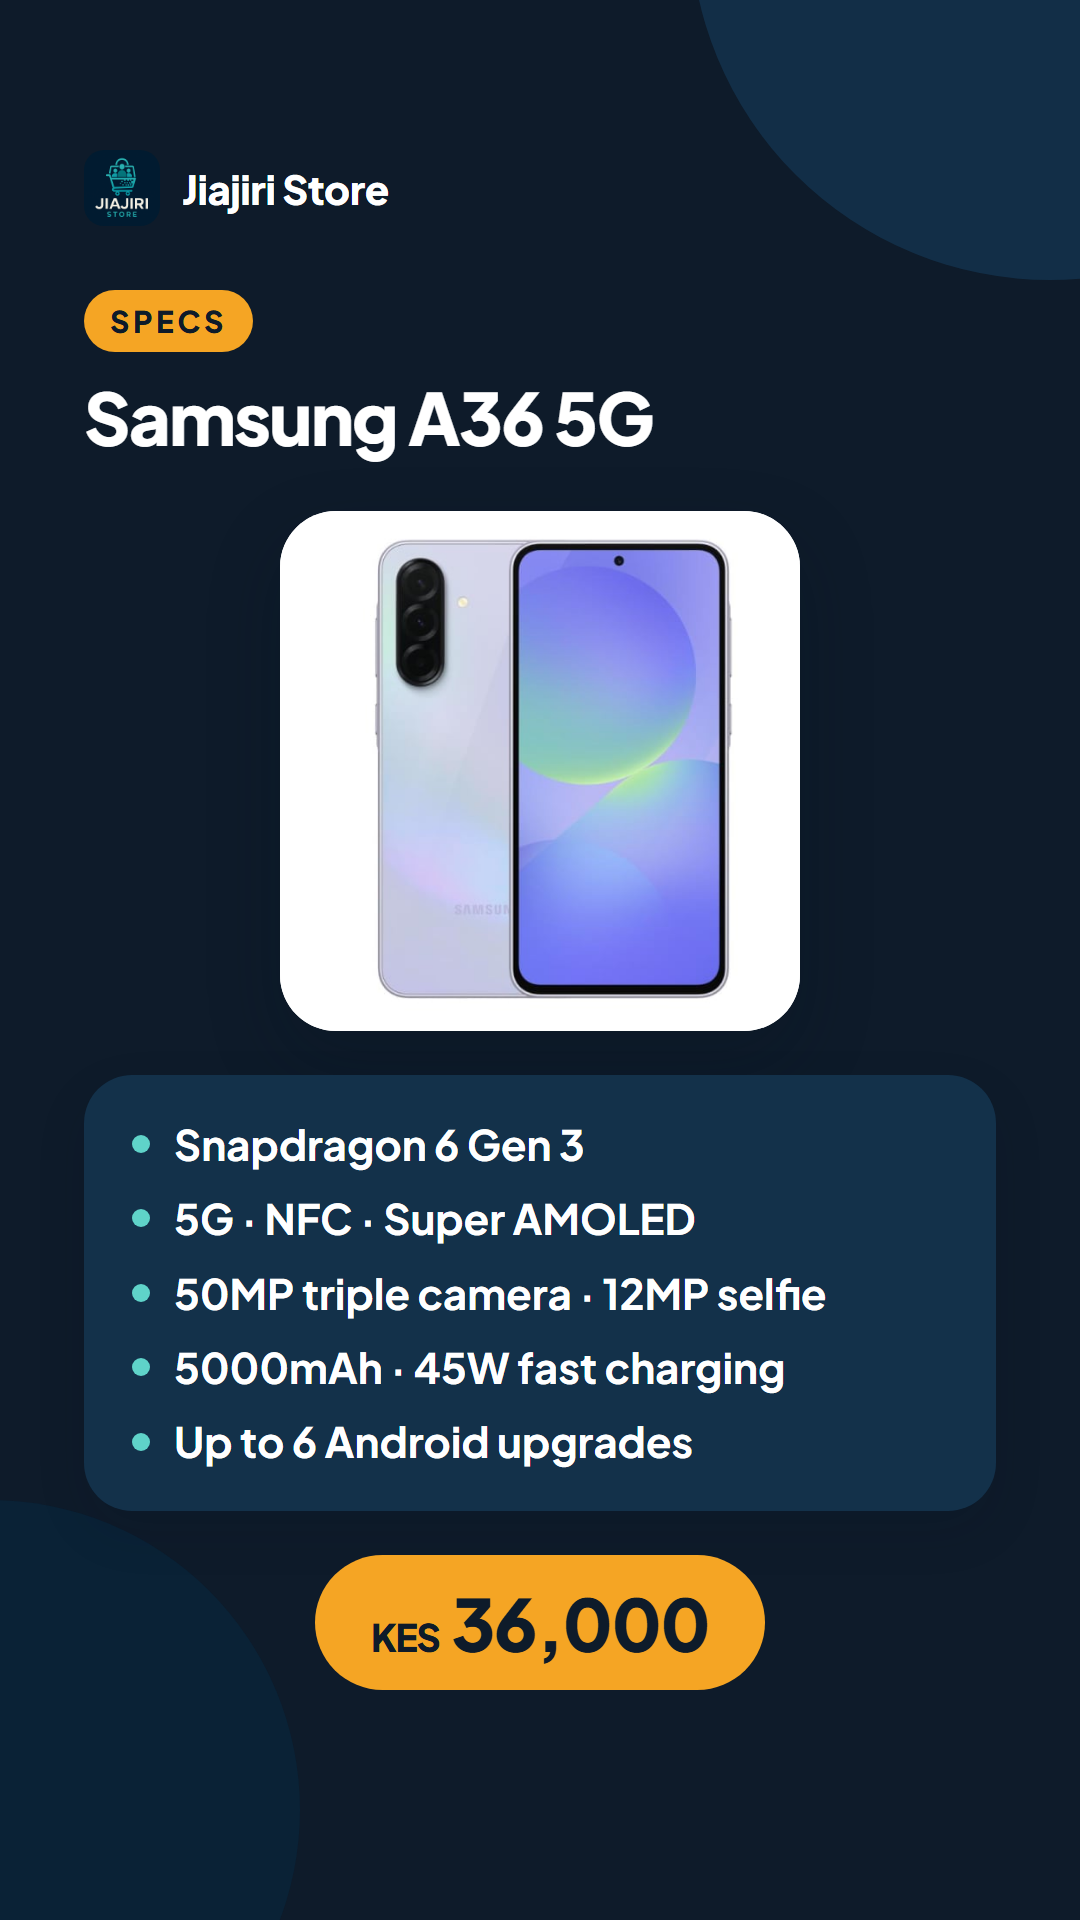 JIAJIRI
STORE
Jiajiri Store
SPECS
Samsung A36 5G
SAMSUN
Snapdragon 6 Gen 3
5G · NFC · Super AMOLED
50MP triple camera · 12MP selfie
5000mAh · 45W fast charging
Up to 6 Android upgrades
KES 36,000